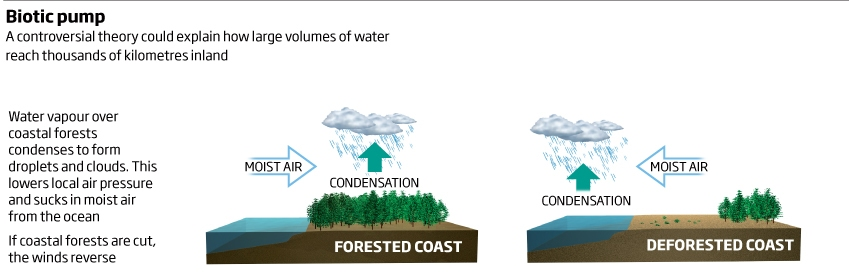 Biotic pump
A controversial theory could explain how large volumes of water
reach thousands of kilometres inland
Water vapour over
coastal forests
condenses to form
droplets and clouds. This
lowers local air pressure
and sucks in moist air
from the ocean
If coastal forests are cut,
the winds reverse
MOIST AIR
CONDENSATION
FORESTED COAST
MOIST AIR
CONDENSATION
DEFORESTED COAST